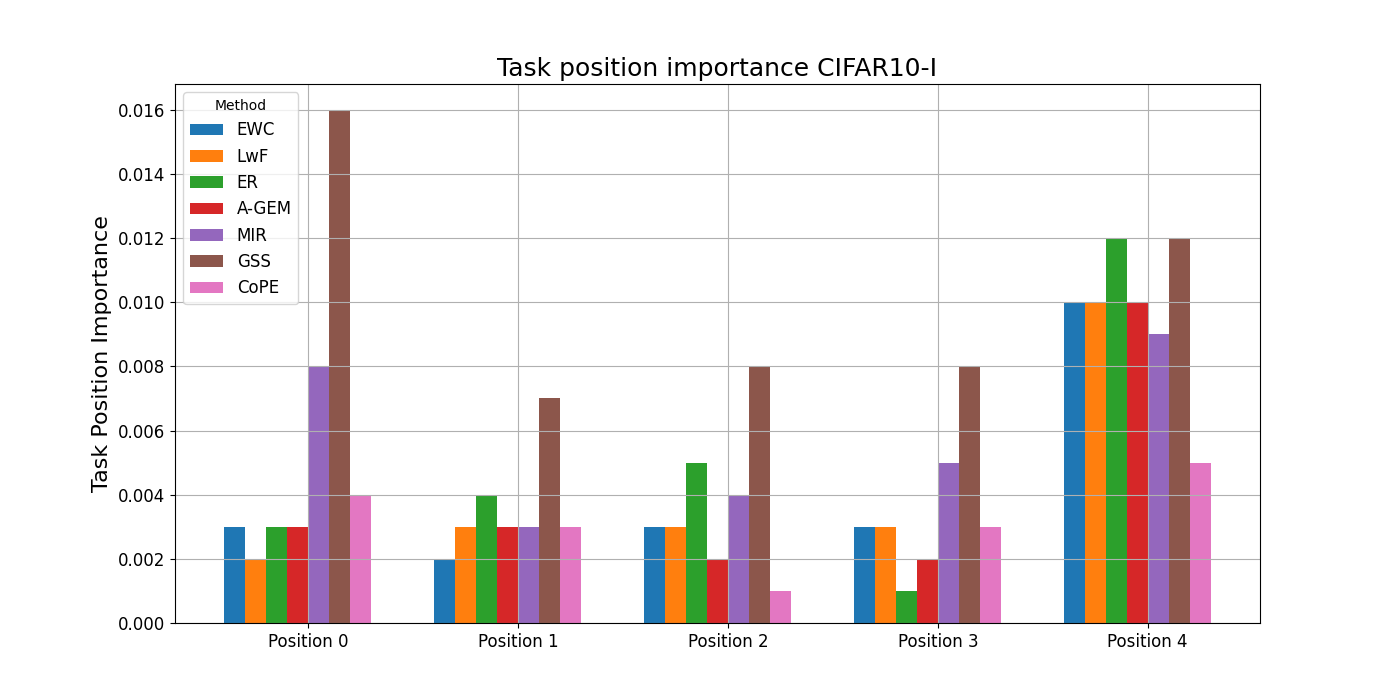 Task position importance CIFAR10-I
Task Position Importance
0.016
0.014
0.012
0.010
0.008
0.006
0.004
0.002
0.000
Method
EWC
LwF
ER
A-GEM
MIR
GSS
CoPE
Position 0
Position 1
Position 2
Position 3
Position 4